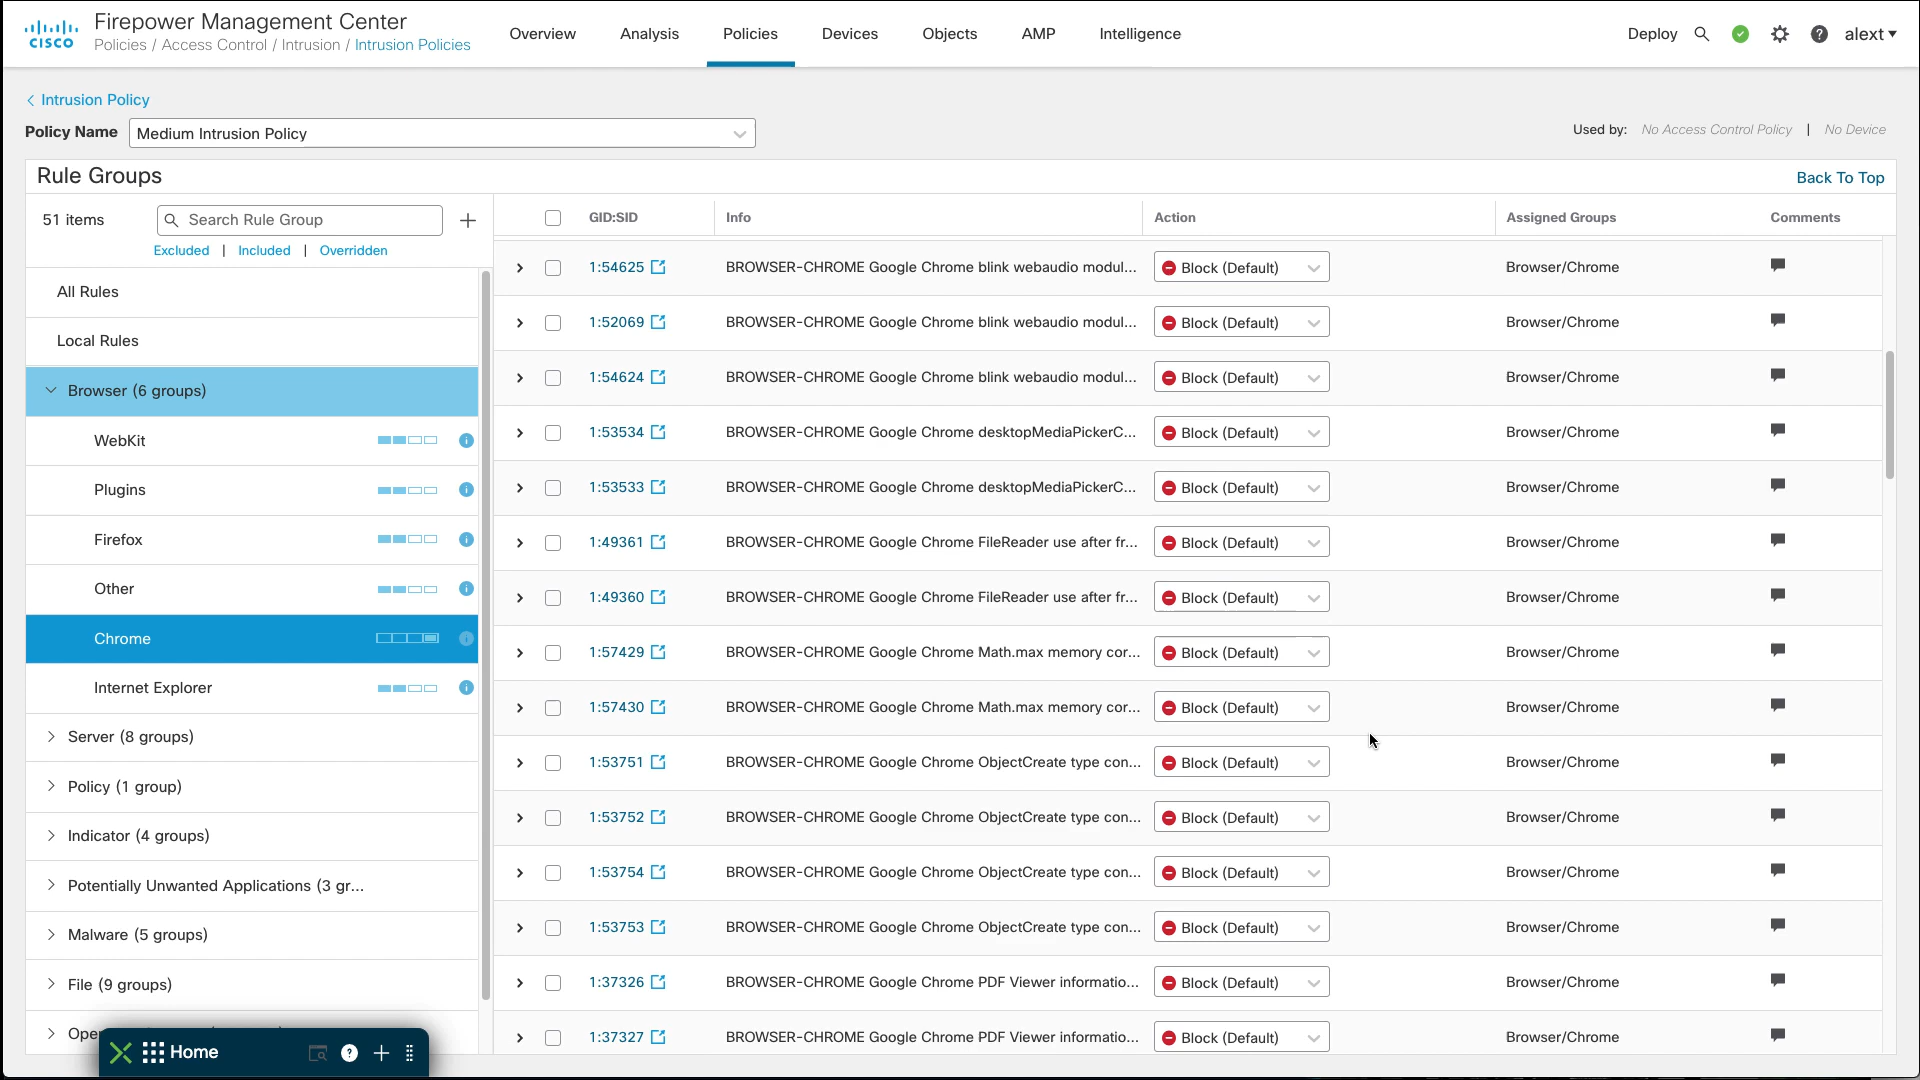 cisco
Firepower Management Center
Policies / Access Control / Intrusion / Intrusion Policies
Overview
Analysis
Policies
Devices
Objects
AMP
Intelligence
Deploy
alext
Intrusion Policy
Policy Name
Medium Intrusion Policy
Used by: No Access Control Policy | No Device
Rule Groups
Back To Top
51 items
Search Rule Group
Excluded | Included | Overridden
All Rules
Local Rules
Browser (6 groups)
WebKit
Plugins
Firefox
Other
Chrome
Internet Explorer
Server (8 groups)
Policy (1 group)
Indicator (4 groups)
Potentially Unwanted Applications (3 gr...
Malware (5 groups)
File (9 groups)
GID:SID Info Action Assigned Groups Comments
1:54625 BROWSER-CHROME Google Chrome blink webaudio modul... Block (Default) Browser/Chrome
1:52069 BROWSER-CHROME Google Chrome blink webaudio modul... Block (Default) Browser/Chrome
1:54624 BROWSER-CHROME Google Chrome blink webaudio modul... Block (Default) Browser/Chrome
1:53534 BROWSER-CHROME Google Chrome desktopMediaPickerC... Block (Default) Browser/Chrome
1:53533 BROWSER-CHROME Google Chrome desktopMediaPickerC... Block (Default) Browser/Chrome
1:49361 BROWSER-CHROME Google Chrome FileReader use after fr... Block (Default) Browser/Chrome
1:49360 BROWSER-CHROME Google Chrome FileReader use after fr... Block (Default) Browser/Chrome
1:57429 BROWSER-CHROME Google Chrome Math.max memory cor... Block (Default) Browser/Chrome
1:57430 BROWSER-CHROME Google Chrome Math.max memory cor... Block (Default) Browser/Chrome
1:53751 BROWSER-CHROME Google Chrome ObjectCreate type con... Block (Default) Browser/Chrome
1:53752 BROWSER-CHROME Google Chrome ObjectCreate type con... Block (Default) Browser/Chrome
1:53754 BROWSER-CHROME Google Chrome ObjectCreate type con... Block (Default) Browser/Chrome
1:53753 BROWSER-CHROME Google Chrome ObjectCreate type con... Block (Default) Browser/Chrome
1:37326 BROWSER-CHROME Google Chrome PDF Viewer informatio... Block (Default) Browser/Chrome
1:37327 BROWSER-CHROME Google Chrome PDF Viewer informatio... Block (Default) Browser/Chrome
Home